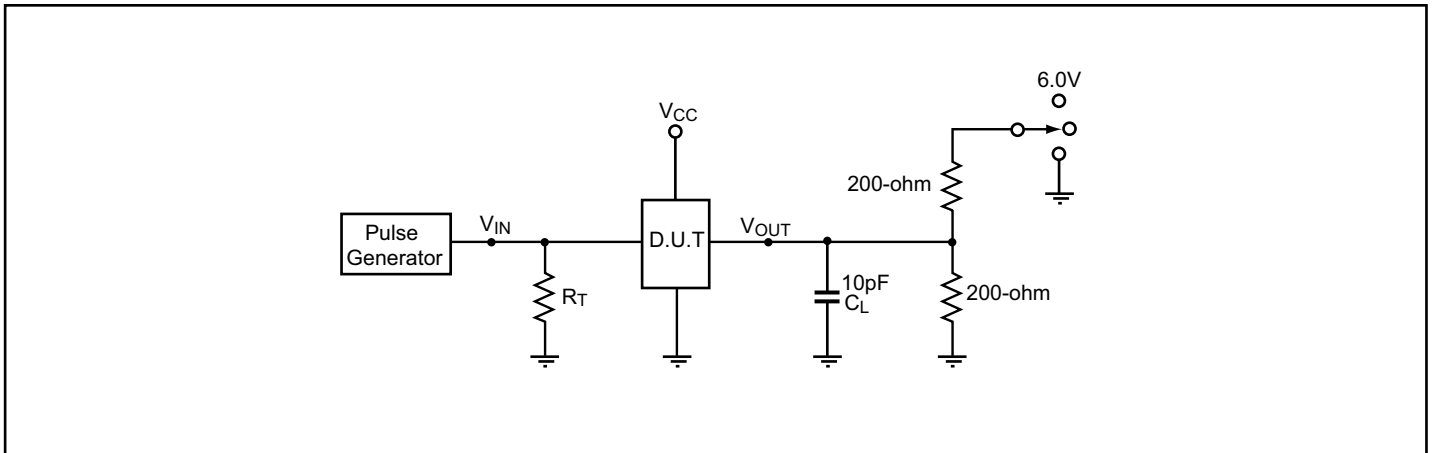 6.0V
VCC
200-ohm
Pulse
Generator
VIN
D.U.T
VOUT
RT
10pF
CL
200-ohm